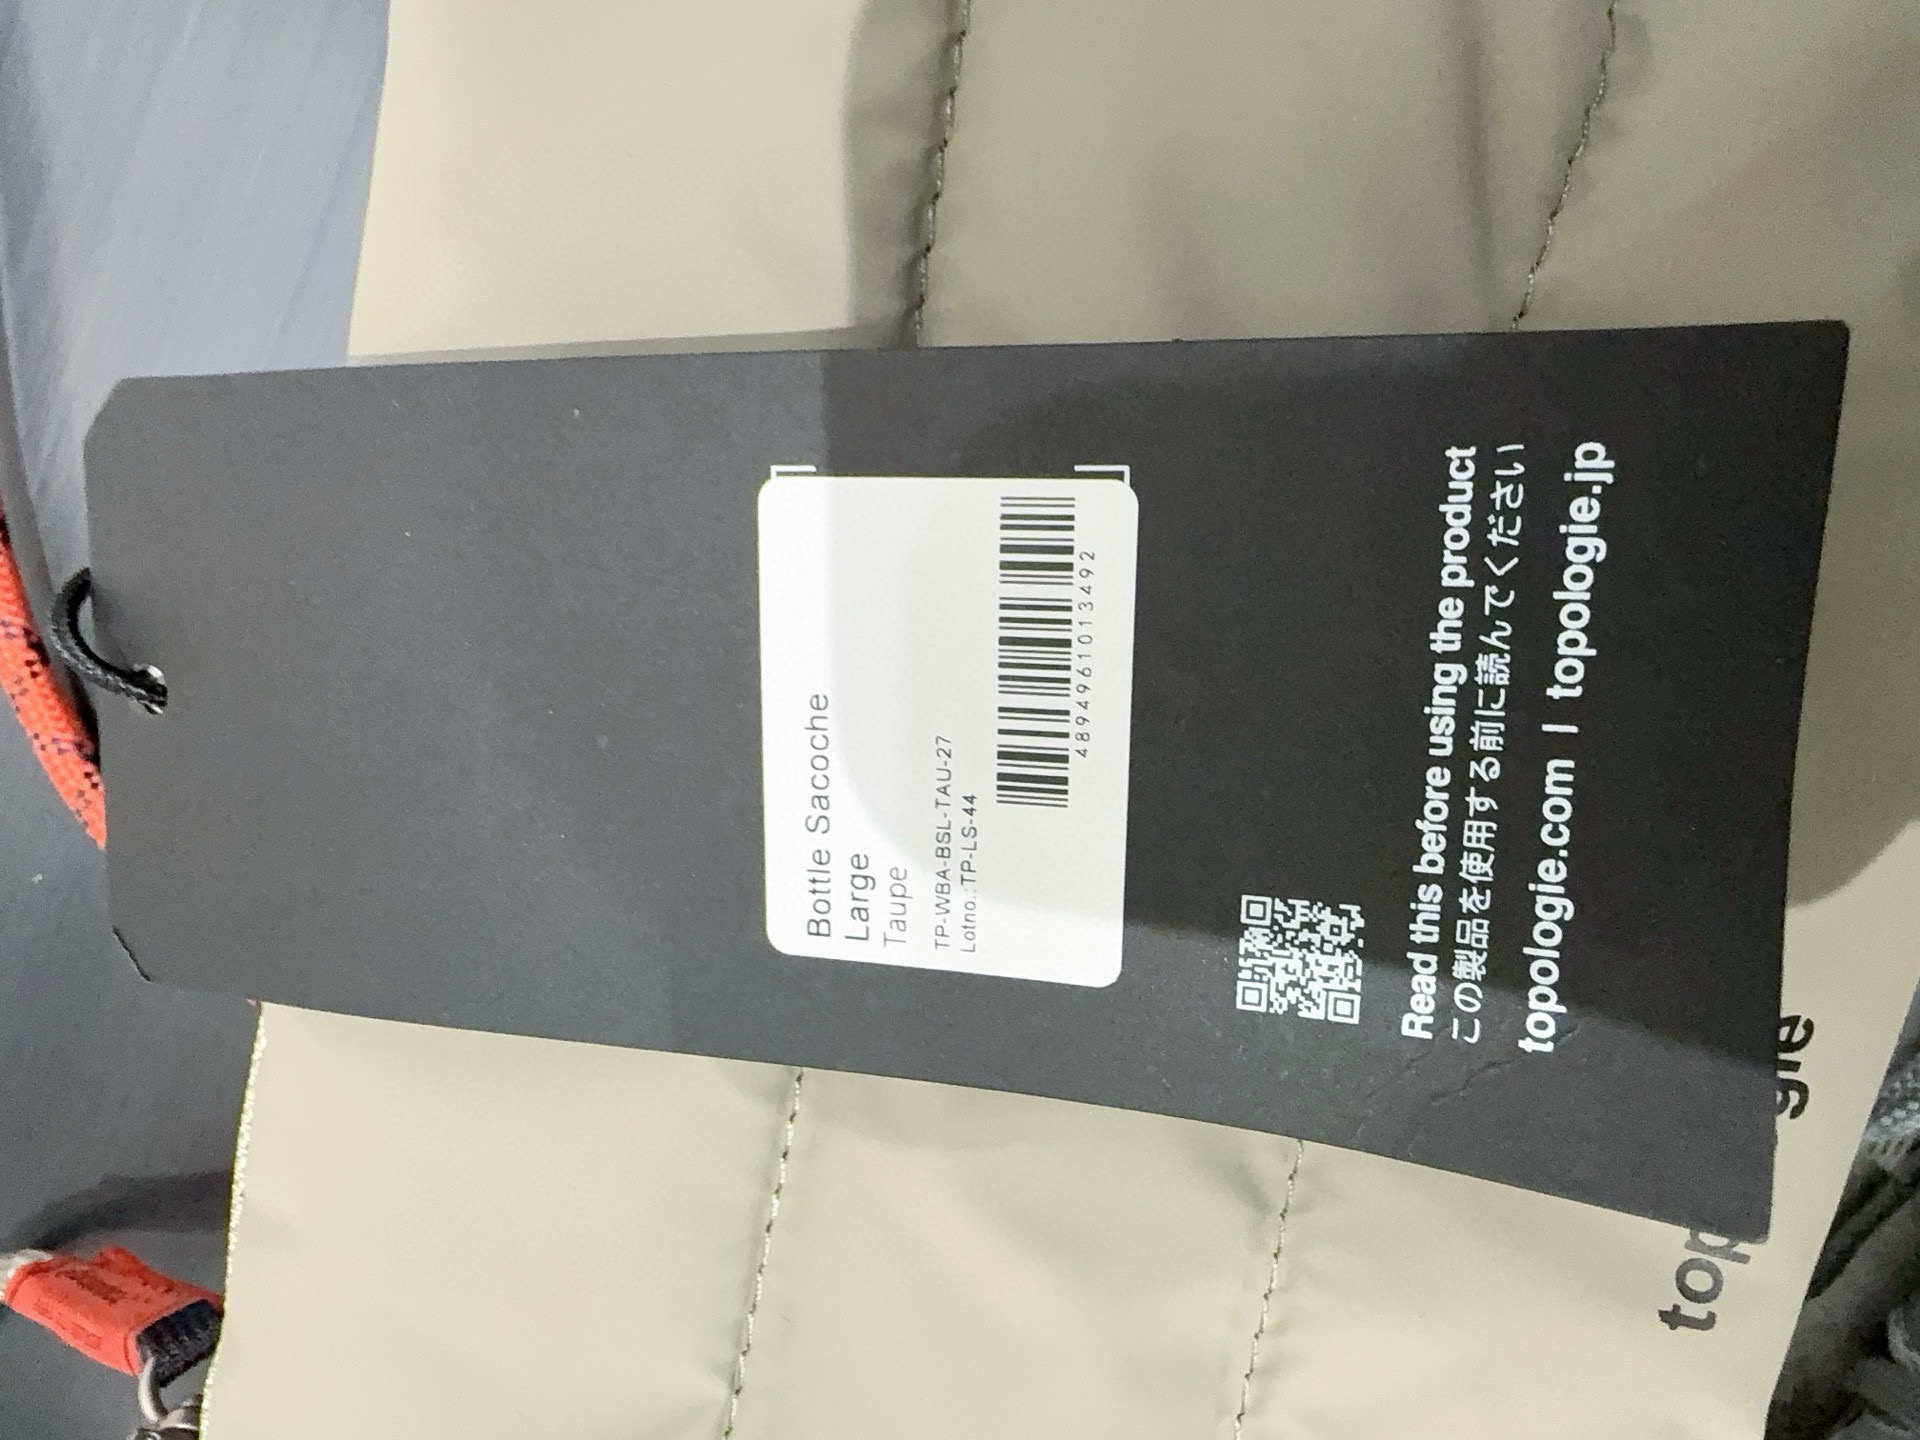 Bottle Sacoche
Large
Taupe
TP-WBA-BSL-TAU-27
Lotno.:TP-LS-44
4894961013492
Read this before using the product
この製品を使用する前に読んでください
topologie.com | topologie.jp
top
gie